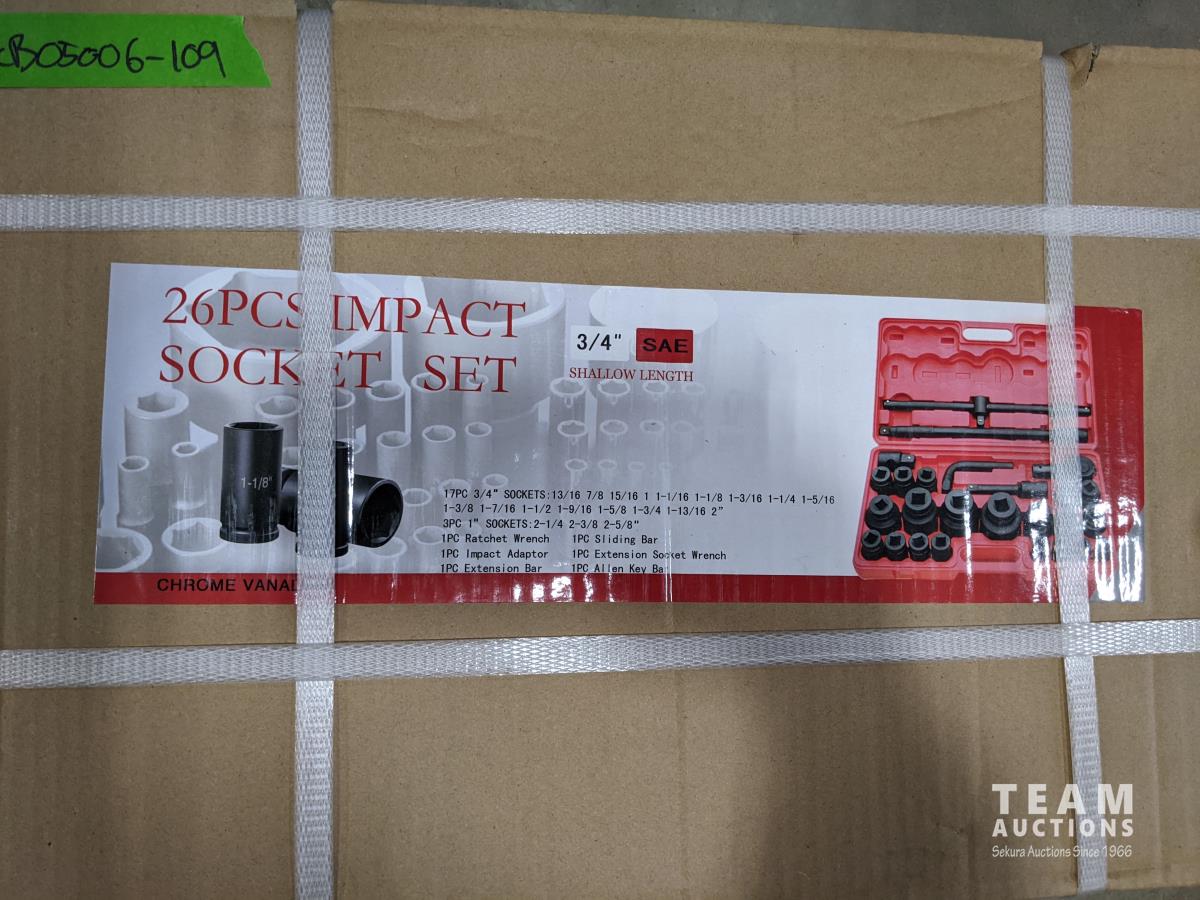 CB05006-109
26PCS IMPACT
SOCKET SET
3/4" SAE
SHALLOW LENGTH
1-1/8"
17PC 3/4" SOCKETS:13/16 7/8 15/16 1 1-1/16 1-1/8 1-3/16 1-1/4 1-5/16
1-3/8 1-7/16 1-1/2 1-9/16 1-5/8 1-3/4 1-13/16 2"
3PC 1" SOCKETS:2-1/4 2-3/8 2-5/8"
1PC Ratchet Wrench 1PC Sliding Bar
1PC Impact Adaptor 1PC Extension Socket Wrench
1PC Extension Bar 1PC Allen Key Bar
CHROME VANAD
TEAM
AUCTIONS
Sekura Auctions Since 1966